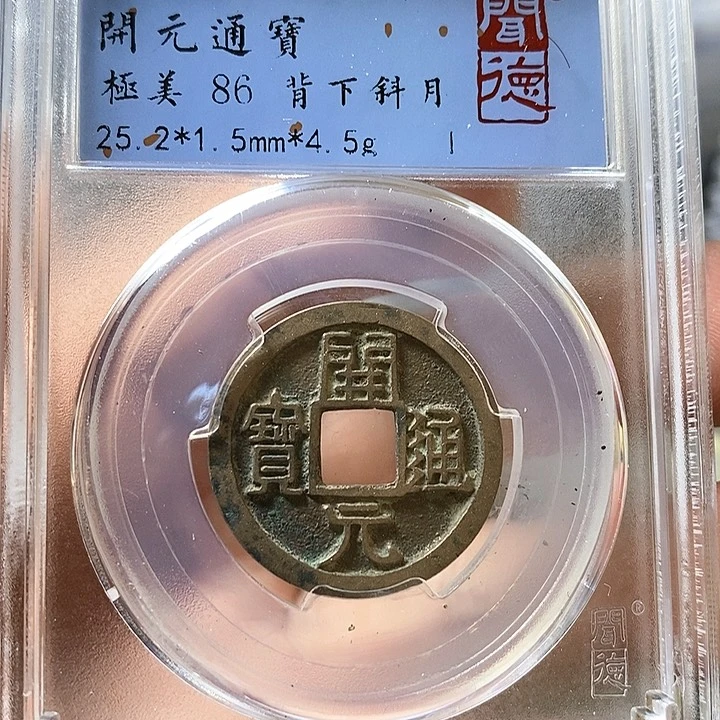 開元通寶
極美 86 背下斜月
25.2*1.5mm*4.5g
聞德
開元通寶
聞德®